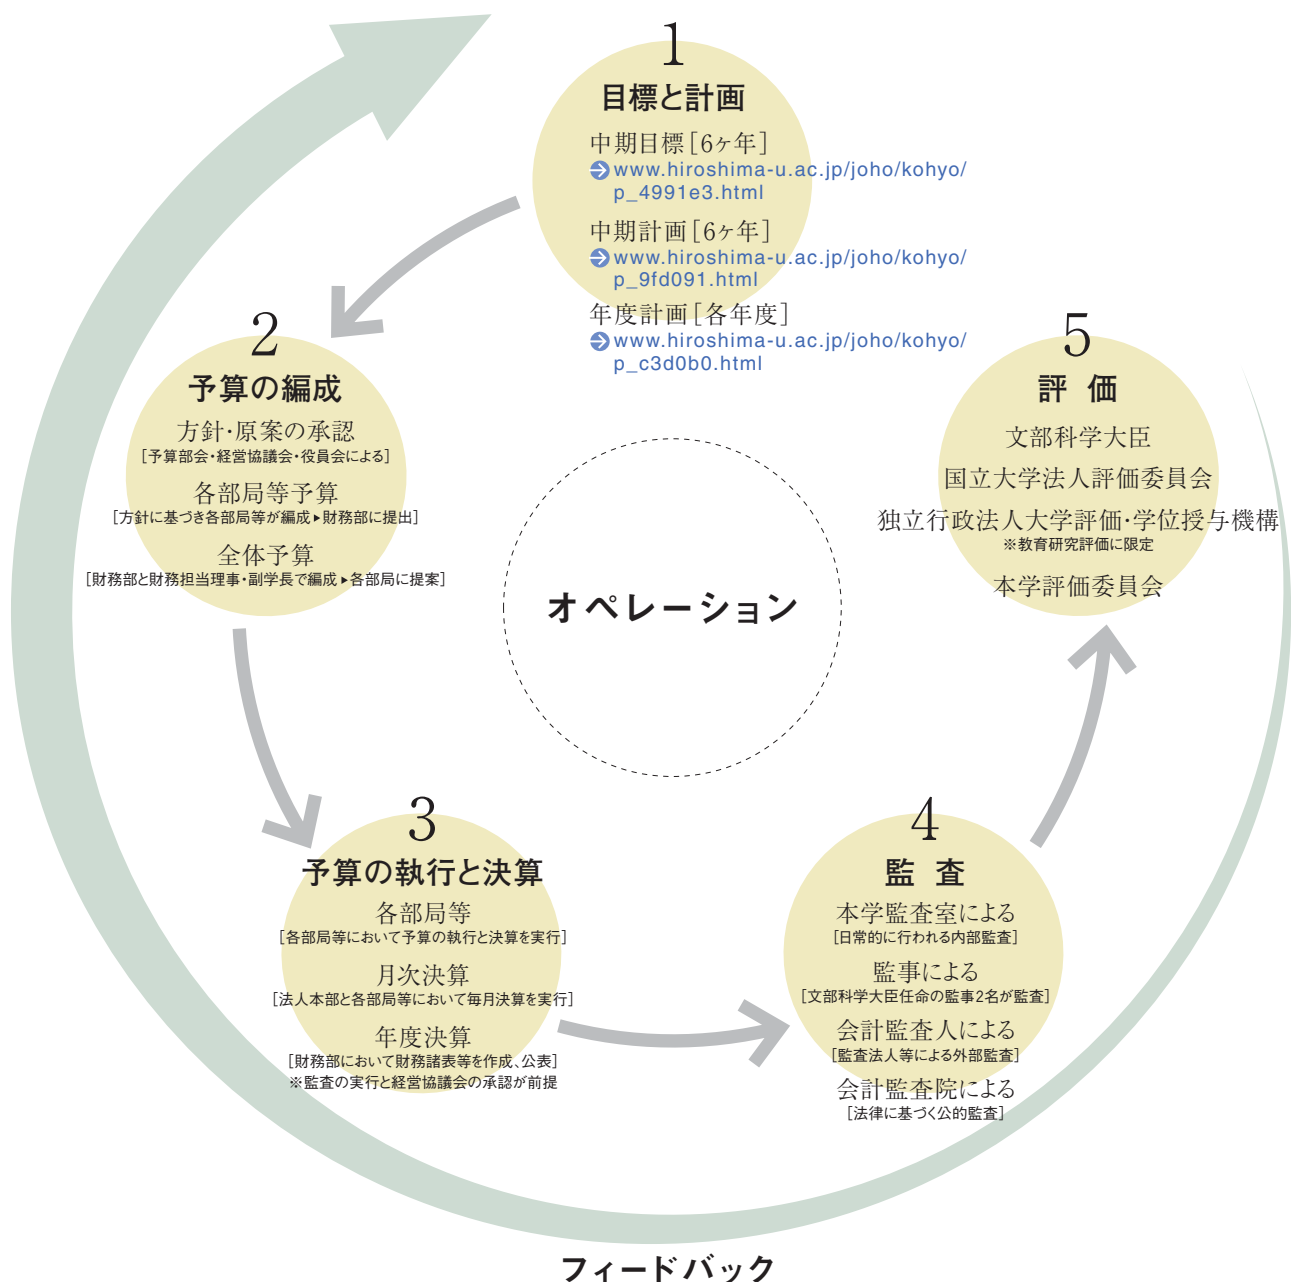 1
目標と計画
中期目標[6ヶ年]
www.hiroshima-u.ac.jp/joho/kohyo/
p_4991e3.html
中期計画[6ヶ年]
www.hiroshima-u.ac.jp/joho/kohyo/
p_9fd091.html
年度計画[各年度]
www.hiroshima-u.ac.jp/joho/kohyo/
p_c3d0b0.html
2
予算の編成
方針・原案の承認
[予算部会・経営協議会・役員会による]
各部局等予算
[方針に基づき各部局等が編成▶財務部に提出]
全体予算
[財務部と財務担当理事・副学長で編成▶各部局に提案]
3
予算の執行と決算
各部局等
[各部局等において予算の執行と決算を実行]
月次決算
[法人本部と各部局等において毎月決算を実行]
年度決算
[財務部において財務諸表等を作成、公表]
※監査の実行と経営協議会の承認が前提
4
監 査
本学監査室による
[日常的に行われる内部監査]
監事による
[文部科学大臣任命の監事2名が監査]
会計監査人による
[監査法人等による外部監査]
会計監査院による
[法律に基づく公的監査]
5
評 価
文部科学大臣
国立大学法人評価委員会
独立行政法人大学評価・学位授与機構
※教育研究評価に限定
本学評価委員会
オペレーション
フィードバック